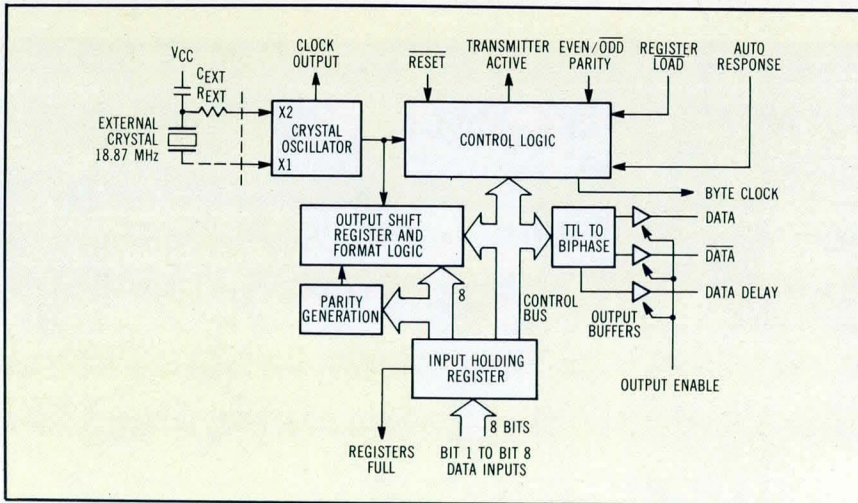 VCC
CEXT
REXT
EXTERNAL
CRYSTAL
18.87 MHz
X2
X1
CLOCK
OUTPUT
CRYSTAL
OSCILLATOR
RESET
TRANSMITTER
ACTIVE
EVEN/ODD
PARITY
REGISTER
LOAD
AUTO
RESPONSE
CONTROL LOGIC
BYTE CLOCK
OUTPUT SHIFT
REGISTER AND
FORMAT LOGIC
TTL TO
BIPHASE
DATA
DATA
DATA DELAY
PARITY
GENERATION
8
CONTROL
BUS
OUTPUT
BUFFERS
INPUT HOLDING
REGISTER
OUTPUT ENABLE
REGISTERS
FULL
8 BITS
BIT 1 TO BIT 8
DATA INPUTS